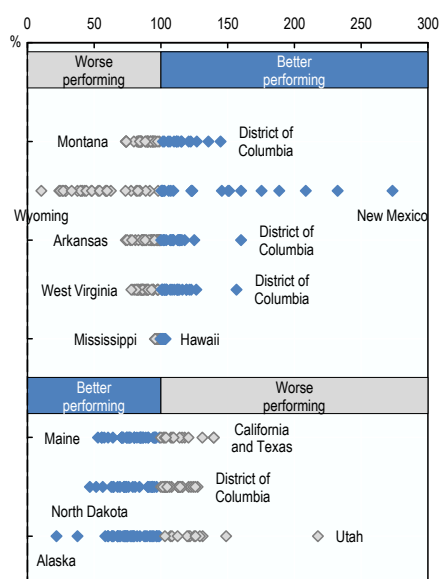 0 50 100 150 200 250 300
%
Worse
performing
Better
performing
Montana
District of
Columbia
Wyoming
New Mexico
Arkansas
District of
Columbia
West Virginia
District of
Columbia
Mississippi
Hawaii
Better
performing
Worse
performing
Maine
California
and Texas
District of
Columbia
North Dakota
Utah
Alaska